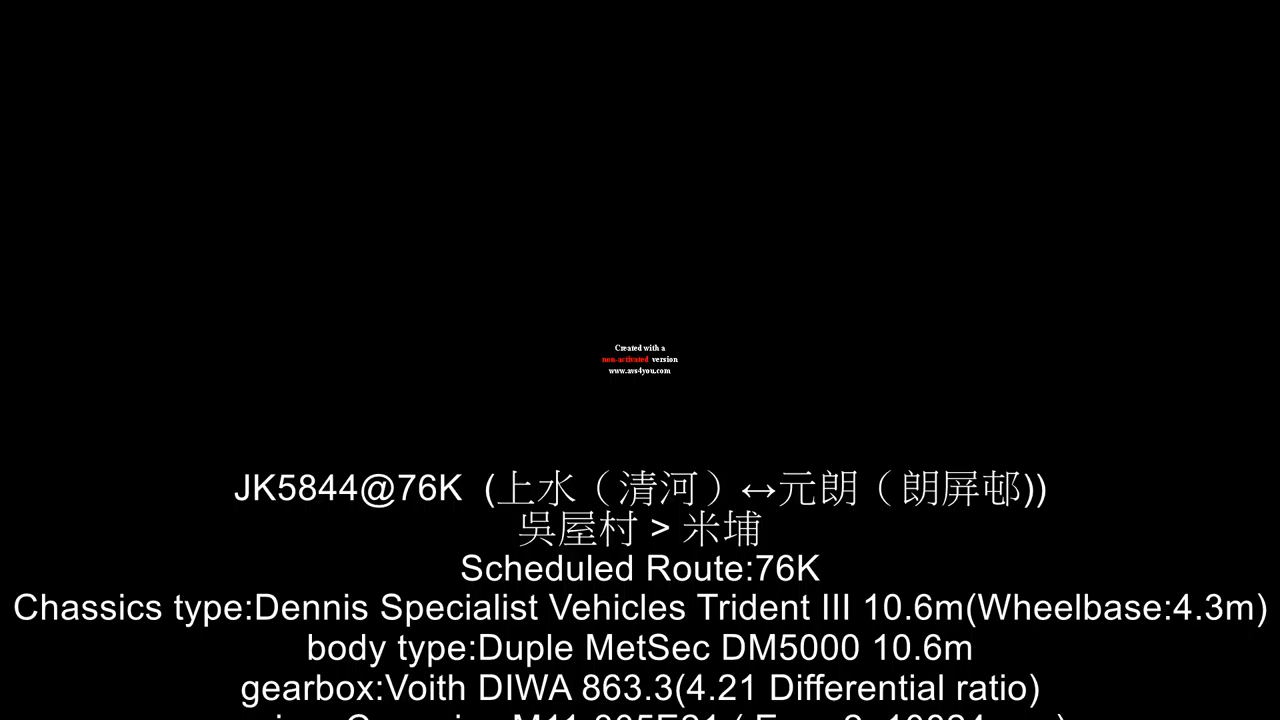 Created with a
non-activated version
www.avs4you.com
JK5844@76K (上水（清河）↔元朗（朗屏邨))
吳屋村 > 米埔
Scheduled Route:76K
Chassics type:Dennis Specialist Vehicles Trident III 10.6m(Wheelbase:4.3m)
body type:Duple MetSec DM5000 10.6m
gearbox:Voith DIWA 863.3(4.21 Differential ratio)